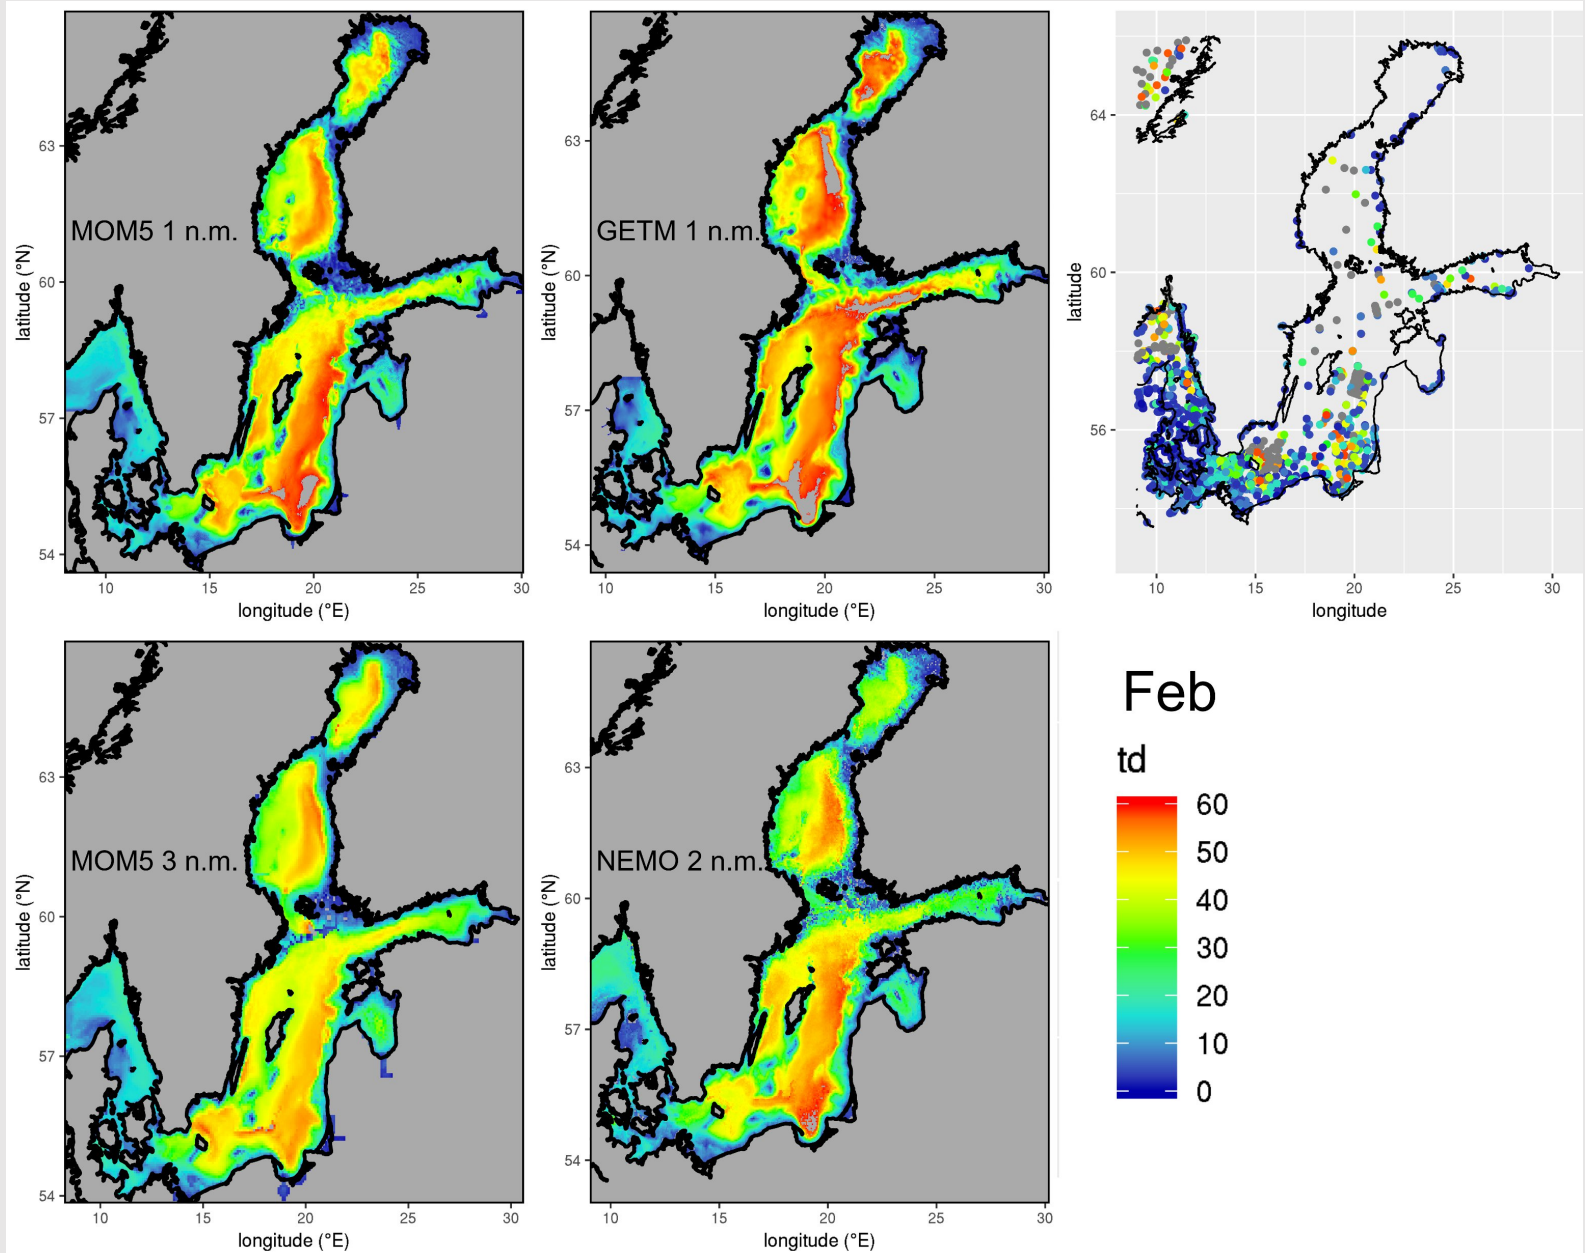 MOM5 1 n.m.
63
60
57
54
10 15 20 25 30
longitude (°E)
latitude (°N)
GETM 1 n.m.
63
60
57
54
10 15 20 25 30
longitude (°E)
latitude (°N)
64
60
56
10 15 20 25 30
longitude
latitude
MOM5 3 n.m.
63
60
57
54
10 15 20 25 30
longitude (°E)
latitude (°N)
NEMO 2 n.m.
63
60
57
54
10 15 20 25 30
longitude (°E)
latitude (°N)
Feb
td
60
50
40
30
20
10
0